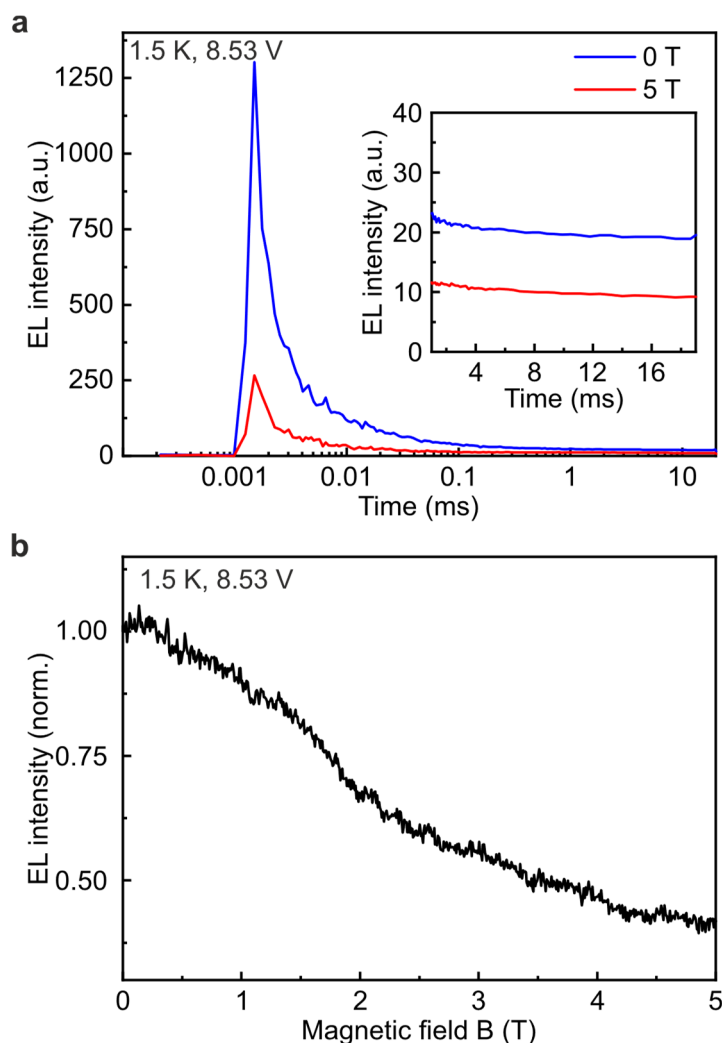 a
1.5 K, 8.53 V
0 T
5 T
EL intensity (a.u.)
1250
1000
750
500
250
0
0.001
0.01
0.1
1
10
Time (ms)
EL intensity (a.u.)
40
30
20
10
0
4
8
12
16
Time (ms)
b
1.5 K, 8.53 V
EL intensity (norm.)
1.00
0.75
0.50
0
1
2
3
4
5
Magnetic field B (T)